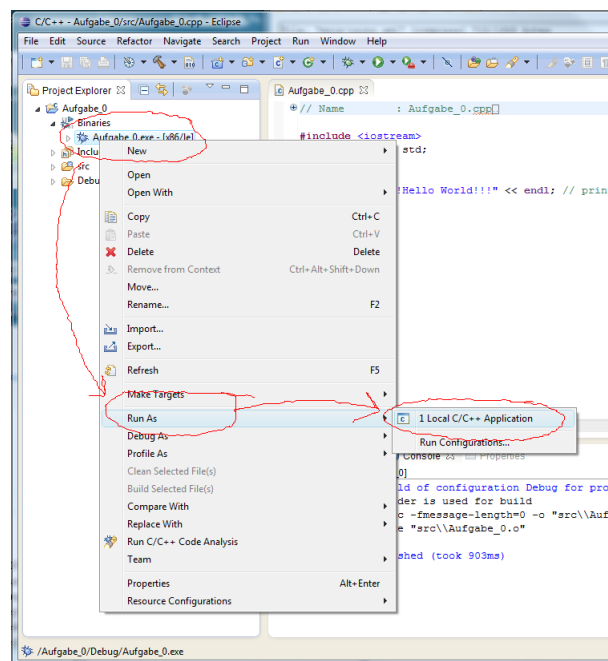 C/C++ - Aufgabe_0/src/Aufgabe_0.cpp - Eclipse
File Edit Source Refactor Navigate Search Project Run Window Help
Project Explorer
Aufgabe_0.cpp
Aufgabe_0
Binaries
Aufgabe_0.exe - [x86/le]
Inclu
src
Debu
// Name : Aufgabe_0.cpp
#include <iostream>
std;
!Hello World!!!" << endl; // prin
New
Open
Open With
Copy Ctrl+C
Paste Ctrl+V
Delete Delete
Remove from Context Ctrl+Alt+Shift+Down
Move...
Rename... F2
Import...
Export...
Refresh F5
Make Targets
Run As
Debug As
Profile As
Clean Selected File(s)
Build Selected File(s)
Compare With
Replace With
Run C/C++ Code Analysis
Team
Properties Alt+Enter
Resource Configurations
1 Local C/C++ Application
Run Configurations...
Console Properties
0]
ld of configuration Debug for pro
der is used for build
c -fmessage-length=0 -o "src\\Auf
e "src\\Aufgabe_0.o"
shed (took 903ms)
/Aufgabe_0/Debug/Aufgabe_0.exe